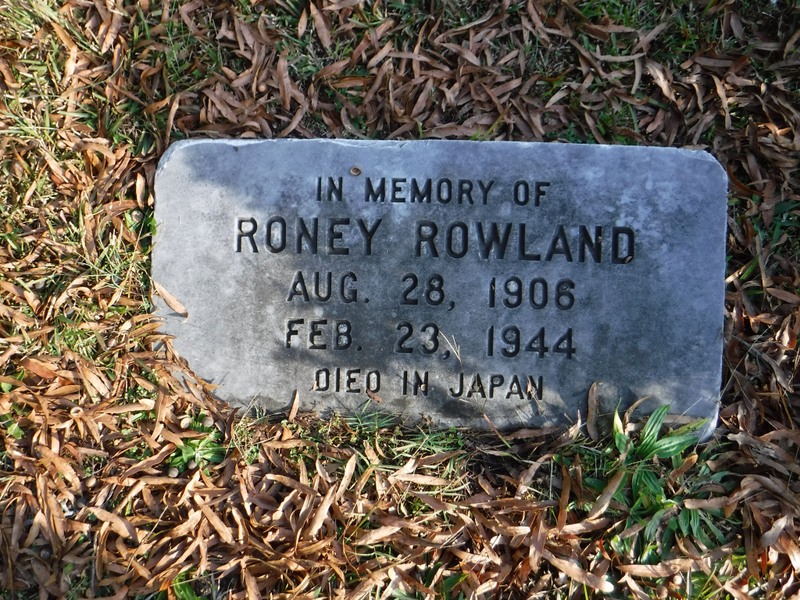 IN MEMORY OF
RONEY ROWLAND
AUG. 28, 1906
FEB. 23, 1944
DIED IN JAPAN